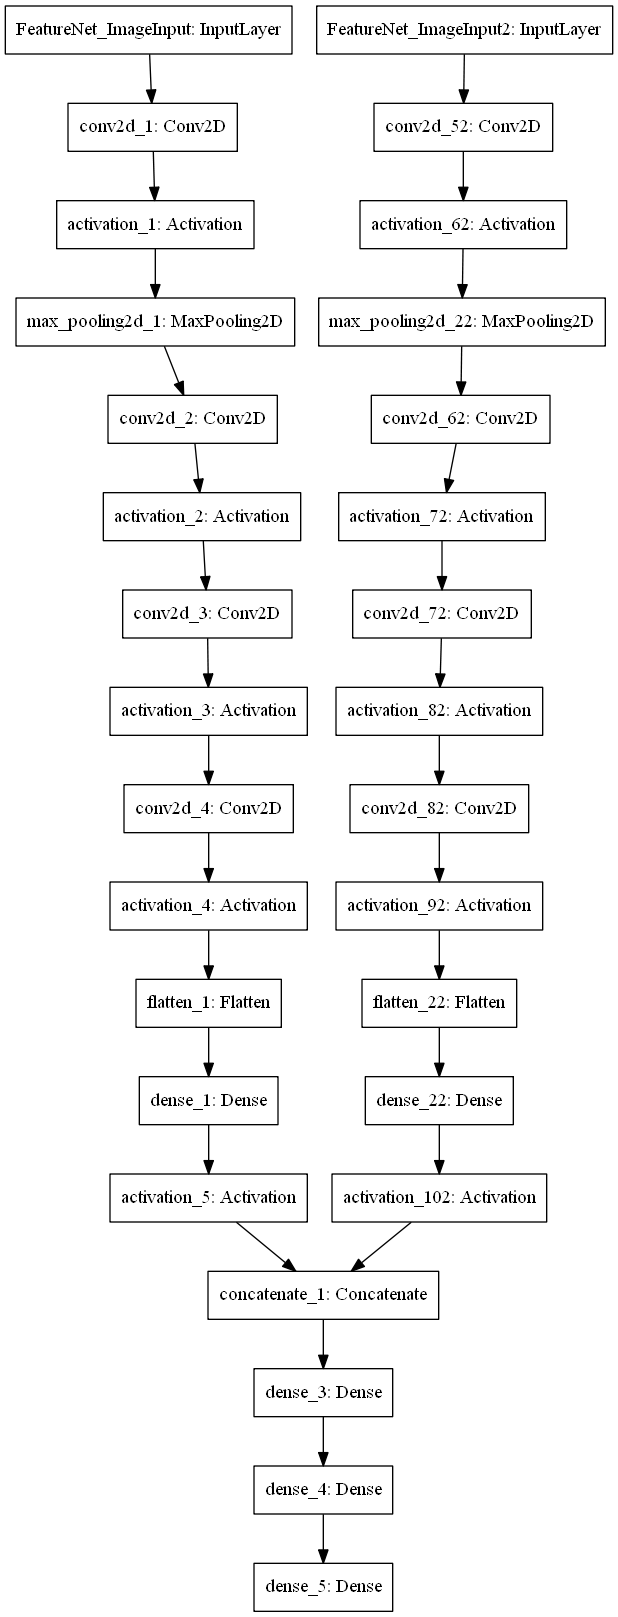 FeatureNet_ImageInput: InputLayer
FeatureNet_ImageInput2: InputLayer
conv2d_1: Conv2D
conv2d_52: Conv2D
activation_1: Activation
activation_62: Activation
max_pooling2d_1: MaxPooling2D
max_pooling2d_22: MaxPooling2D
conv2d_2: Conv2D
conv2d_62: Conv2D
activation_2: Activation
activation_72: Activation
conv2d_3: Conv2D
conv2d_72: Conv2D
activation_3: Activation
activation_82: Activation
conv2d_4: Conv2D
conv2d_82: Conv2D
activation_4: Activation
activation_92: Activation
flatten_1: Flatten
flatten_22: Flatten
dense_1: Dense
dense_22: Dense
activation_5: Activation
activation_102: Activation
concatenate_1: Concatenate
dense_3: Dense
dense_4: Dense
dense_5: Dense